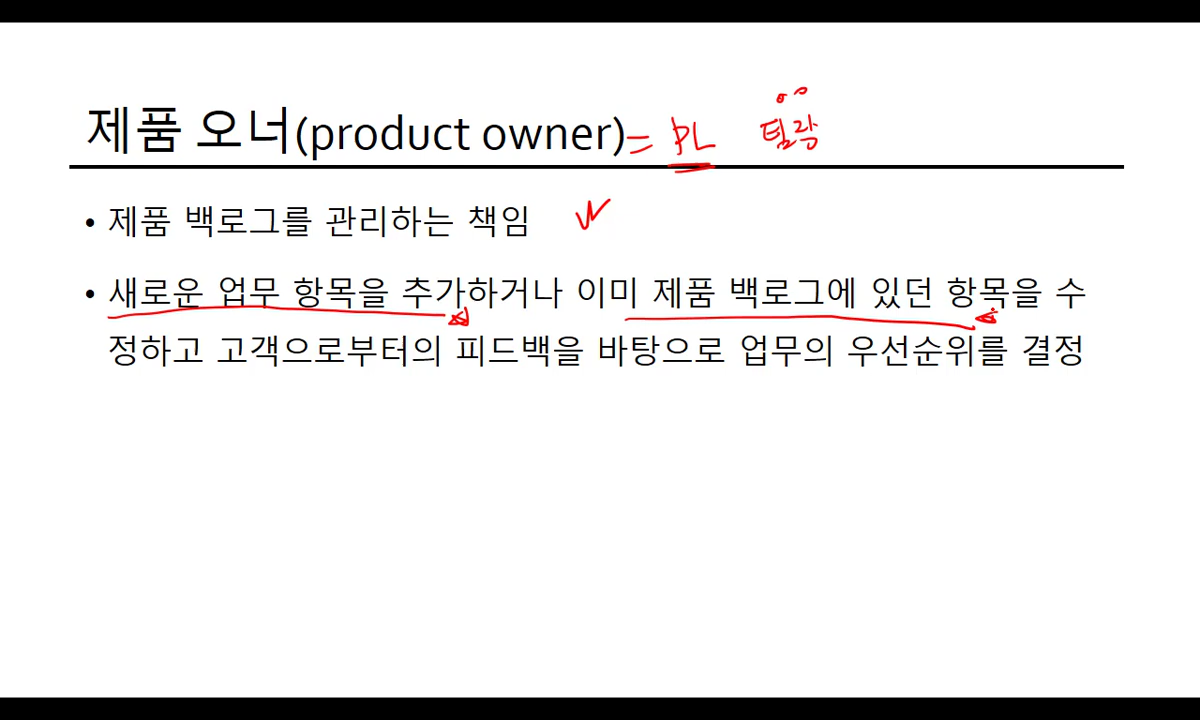 제품 오너(product owner) = PL
• 제품 백로그를 관리하는 책임
• 새로운 업무 항목을 추가하거나 이미 제품 백로그에 있던 항목을 수
정하고 고객으로부터의 피드백을 바탕으로 업무의 우선순위를 결정